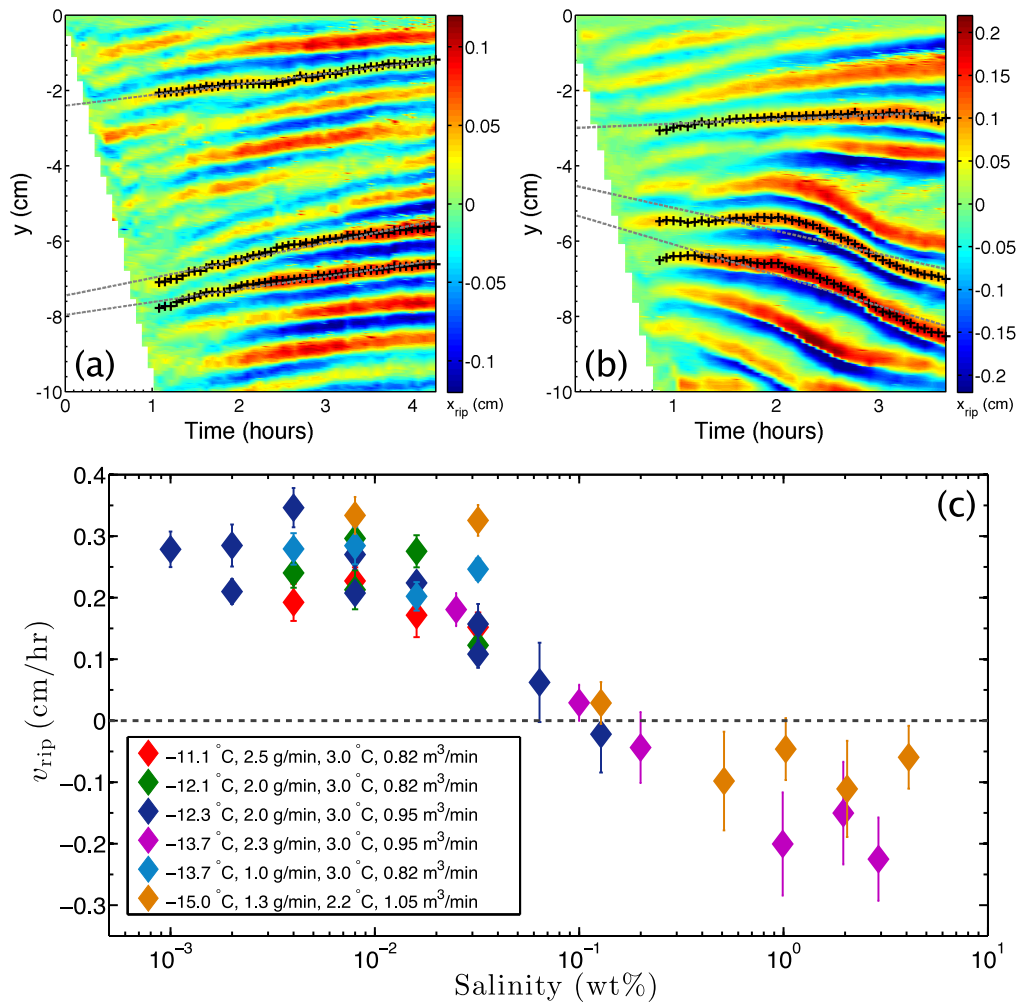 0
-2
-4
-6
-8
-10
y (cm)
0 1 2 3 4
Time (hours)
(a)
0.1
0.05
0
-0.05
-0.1
x_rip (cm)
0
-2
-4
-6
-8
-10
y (cm)
1 2 3
Time (hours)
(b)
0.2
0.15
0.1
0.05
0
-0.05
-0.1
-0.15
-0.2
x_rip (cm)
(c)
0.4
0.3
0.2
0.1
0
−0.1
−0.2
−0.3
v_rip (cm/hr)
−11.1 °C, 2.5 g/min, 3.0 °C, 0.82 m³/min
−12.1 °C, 2.0 g/min, 3.0 °C, 0.82 m³/min
−12.3 °C, 2.0 g/min, 3.0 °C, 0.95 m³/min
−13.7 °C, 2.3 g/min, 3.0 °C, 0.95 m³/min
−13.7 °C, 1.0 g/min, 3.0 °C, 0.82 m³/min
−15.0 °C, 1.3 g/min, 2.2 °C, 1.05 m³/min
10⁻³ 10⁻² 10⁻¹ 10⁰ 10¹
Salinity (wt%)